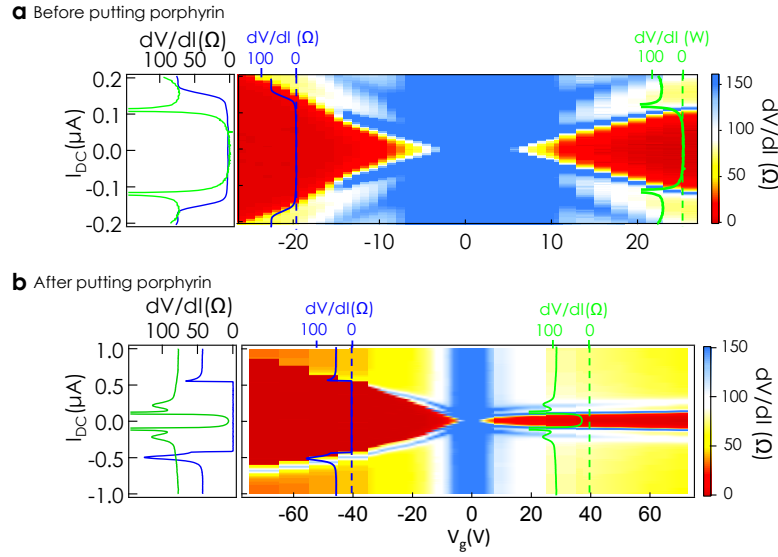 a Before putting porphyrin
dV/dI(Ω) dV/dI (Ω) dV/dI (W)
100 50 0 100 0 100 0
0.2
0.1
0.0
-0.1
-0.2
I_DC(µA)
-20 -10 0 10 20
150
100
50
0
dV/dI (Ω)
b After putting porphyrin
dV/dI(Ω) dV/dI(Ω) dV/dI(Ω)
100 0 100 0 100 0
1.0
0.5
0.0
-0.5
-1.0
I_DC(µA)
-60 -40 -20 0 20 40 60
V_g(V)
150
100
50
0
dV/dI (Ω)